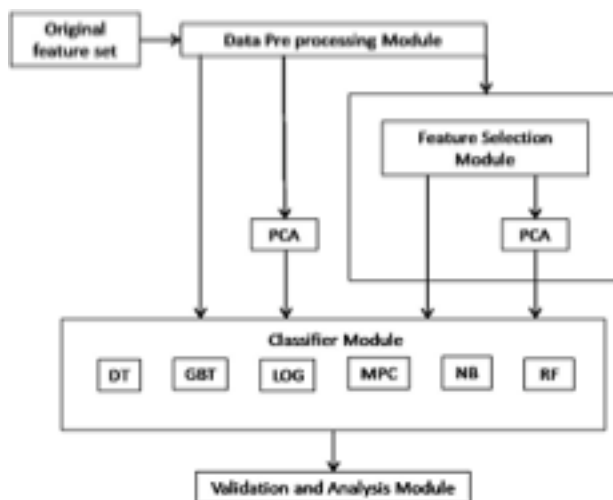 Original
feature set
Data Pre processing Module
Feature Selection
Module
PCA
PCA
Classifier Module
DT
GBT
LOG
MPC
NB
RF
Validation and Analysis Module